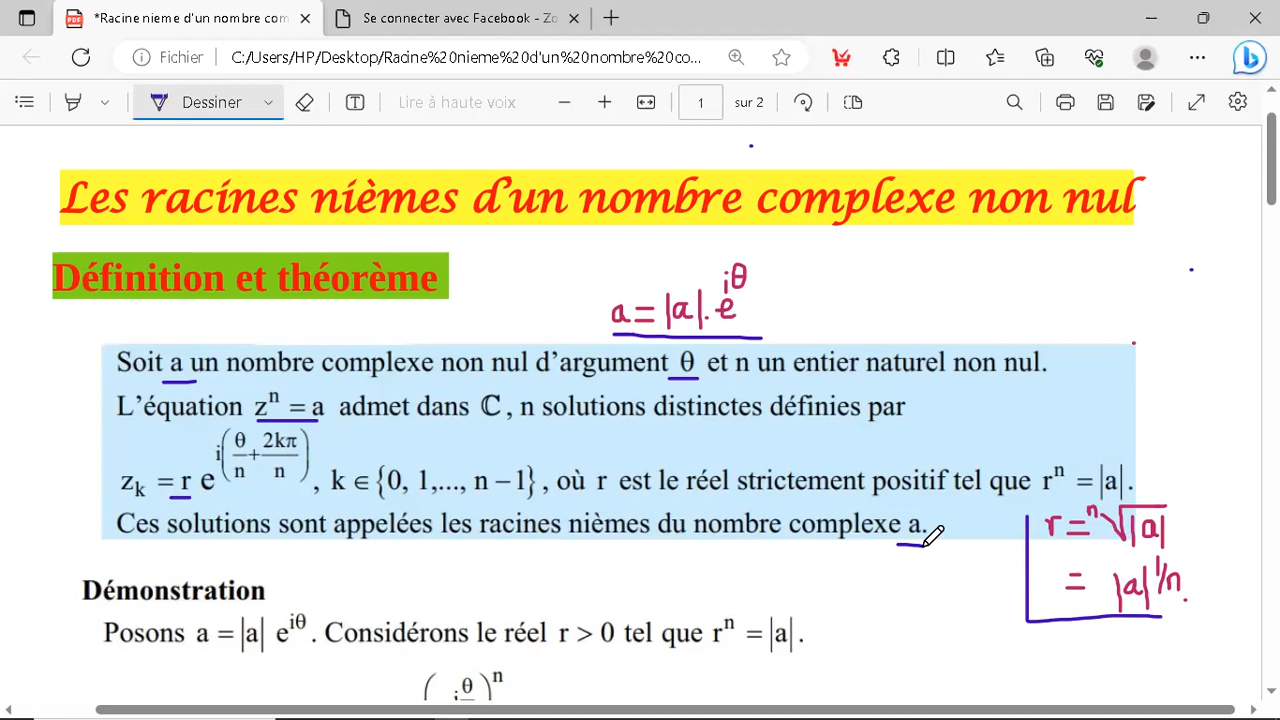 *Racine nieme d'un nombre com
Se connecter avec Facebook - Zo
Fichier
C:/Users/HP/Desktop/Racine%20nieme%20d'un%20nombre%20co...
Dessiner
Lire à haute voix
1
sur 2
Les racines nièmes d'un nombre complexe non nul
Définition et théorème
a = |a|. e^{iθ}
Soit a un nombre complexe non nul d'argument θ et n un entier naturel non nul.
L'équation z^n = a admet dans ℂ, n solutions distinctes définies par
z_k = r e^{i(θ/n + 2kπ/n)}, k ∈ {0, 1,..., n − 1}, où r est le réel strictement positif tel que r^n = |a|.
Ces solutions sont appelées les racines nièmes du nombre complexe a.
r = ⁿ√|a|
= |a|^{1/n}.
Démonstration
Posons a = |a| e^{iθ}. Considérons le réel r > 0 tel que r^n = |a|.